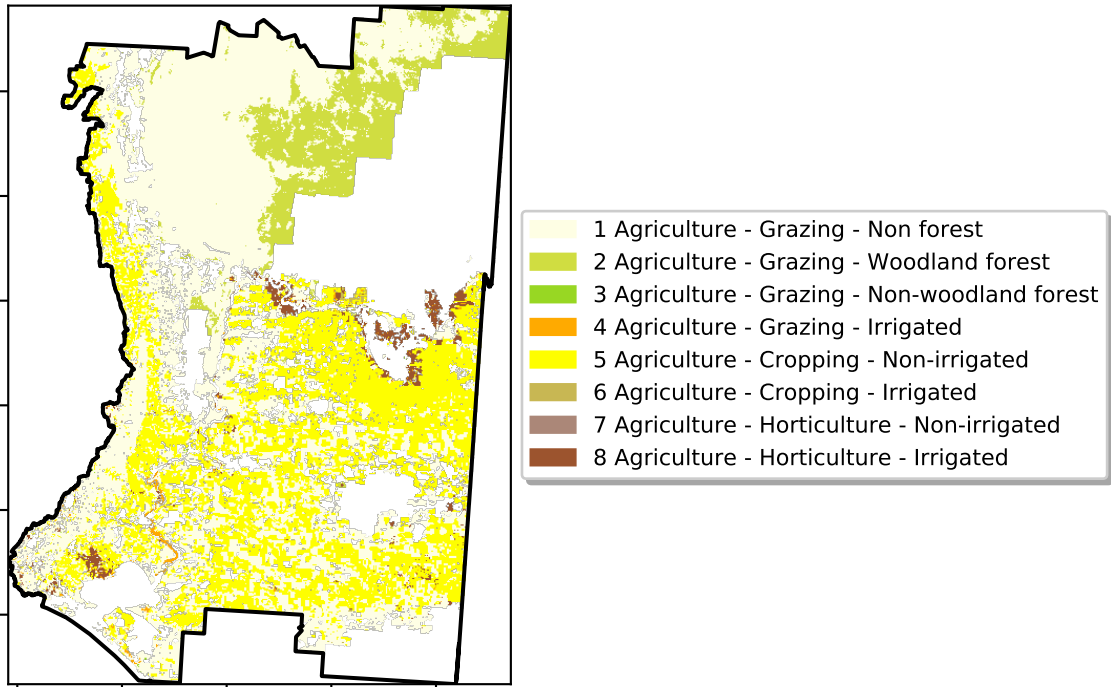 1 Agriculture - Grazing - Non forest
2 Agriculture - Grazing - Woodland forest
3 Agriculture - Grazing - Non-woodland forest
4 Agriculture - Grazing - Irrigated
5 Agriculture - Cropping - Non-irrigated
6 Agriculture - Cropping - Irrigated
7 Agriculture - Horticulture - Non-irrigated
8 Agriculture - Horticulture - Irrigated